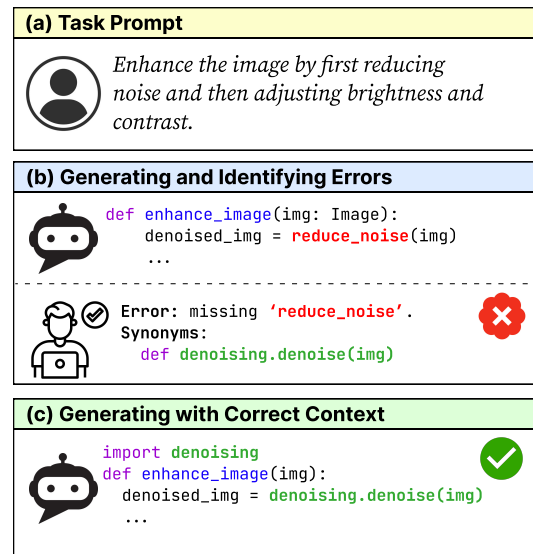 (a) Task Prompt
Enhance the image by first reducing
noise and then adjusting brightness and
contrast.
(b) Generating and Identifying Errors
def enhance_image(img: Image):
denoised_img = reduce_noise(img)
...
Error: missing ‘reduce_noise’.
Synonyms:
def denoising.denoise(img)
(c) Generating with Correct Context
import denoising
def enhance_image(img):
denoised_img = denoising.denoise(img)
...